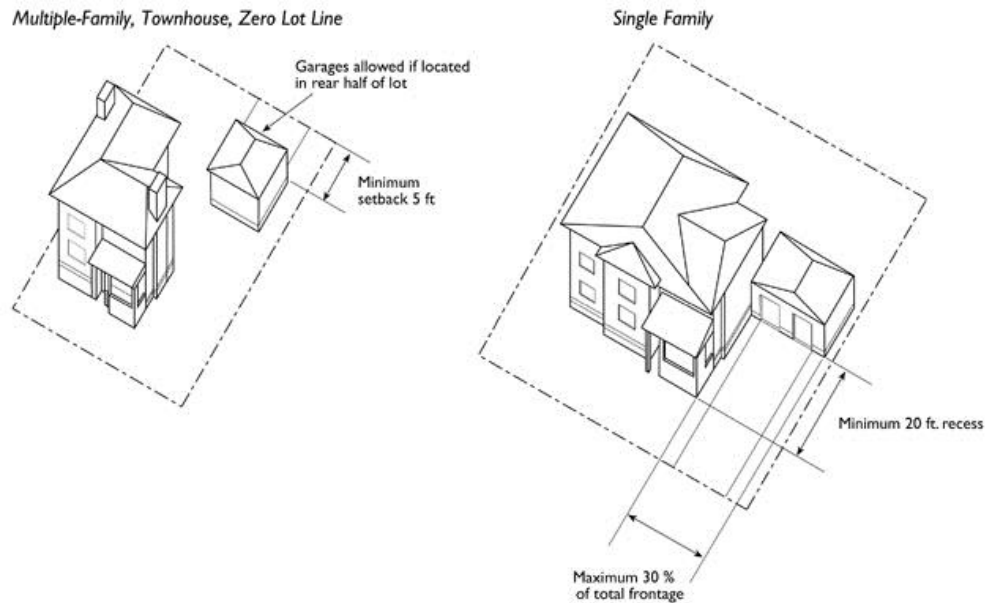 Multiple-Family, Townhouse, Zero Lot Line
Garages allowed if located
in rear half of lot
Minimum
setback 5 ft
Single Family
Minimum 20 ft. recess
Maximum 30 %
of total frontage